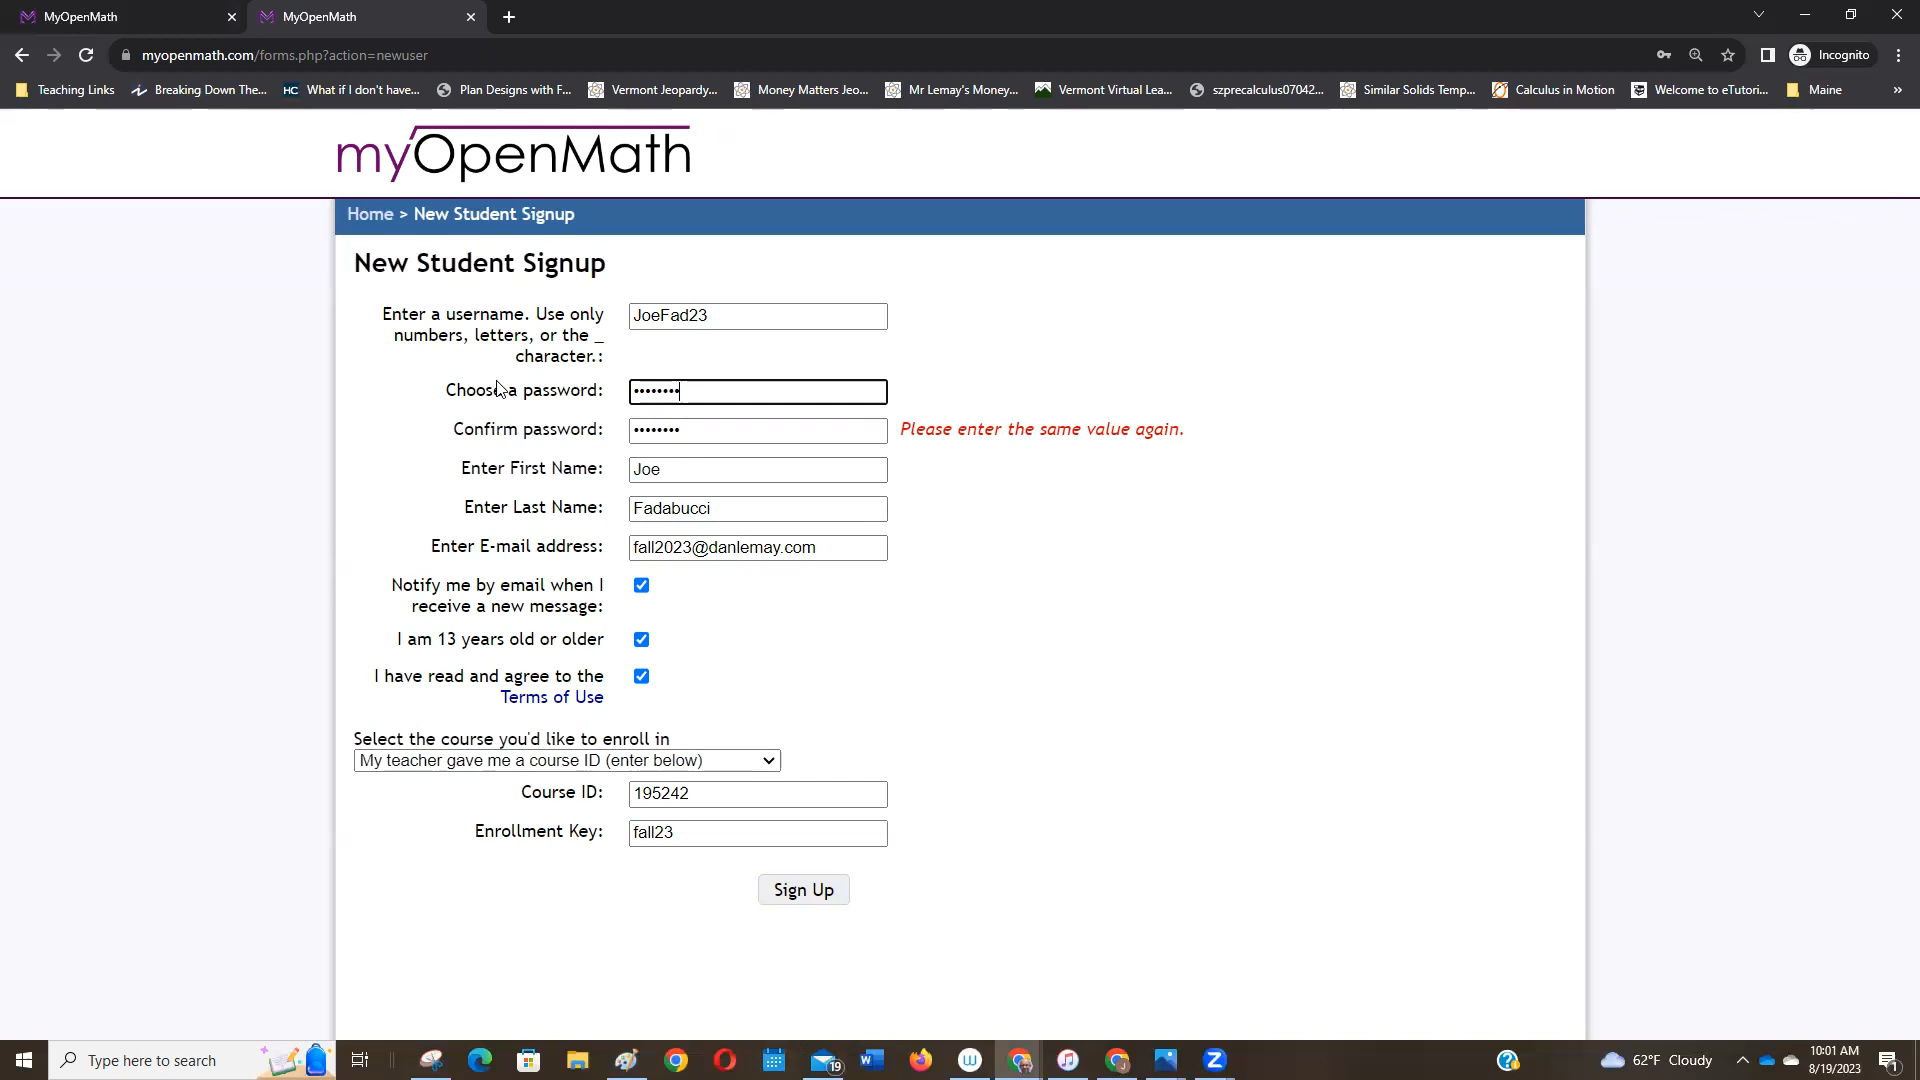 MyOpenMath
MyOpenMath
myopenmath.com/forms.php?action=newuser
Incognito
Teaching Links
Breaking Down The...
HC What if I don't have...
Plan Designs with F...
Vermont Jeopardy...
Money Matters Jeo...
Mr Lemay's Money...
Vermont Virtual Lea...
szprecalculus07042...
Similar Solids Temp...
Calculus in Motion
Welcome to eTutori...
Maine
»
myOpenMath
Home > New Student Signup
New Student Signup
Enter a username. Use only
numbers, letters, or the _
character.:
JoeFad23
Choose a password:
••••••••
Confirm password:
••••••••
Please enter the same value again.
Enter First Name:
Joe
Enter Last Name:
Fadabucci
Enter E-mail address:
fall2023@danlemay.com
Notify me by email when I
receive a new message:
I am 13 years old or older
I have read and agree to the
Terms of Use
Select the course you'd like to enroll in
My teacher gave me a course ID (enter below)
Course ID:
195242
Enrollment Key:
fall23
Sign Up
Type here to search
19
62°F Cloudy
10:01 AM
8/19/2023
1